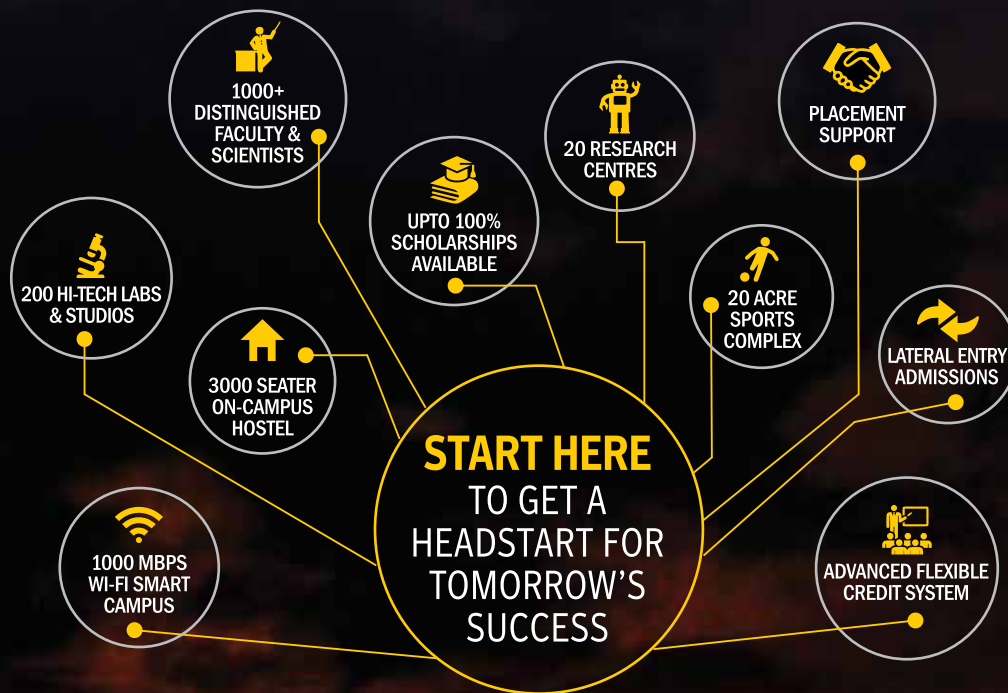 1000+
DISTINGUISHED
FACULTY &
SCIENTISTS
UPTO 100%
SCHOLARSHIPS
AVAILABLE
20 RESEARCH
CENTRES
PLACEMENT
SUPPORT
200 HI-TECH LABS
& STUDIOS
3000 SEATER
ON-CAMPUS
HOSTEL
20 ACRE
SPORTS
COMPLEX
LATERAL ENTRY
ADMISSIONS
1000 MBPS
WI-FI SMART
CAMPUS
START HERE
TO GET A
HEADSTART FOR
TOMORROW'S
SUCCESS
ADVANCED FLEXIBLE
CREDIT SYSTEM